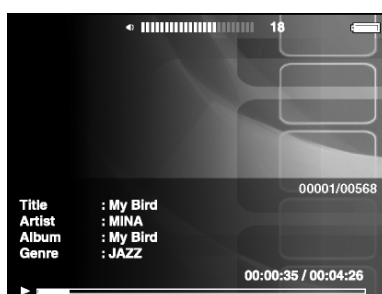 18
00001/00568
Title : My Bird
Artist : MINA
Album : My Bird
Genre : JAZZ
00:00:35 / 00:04:26